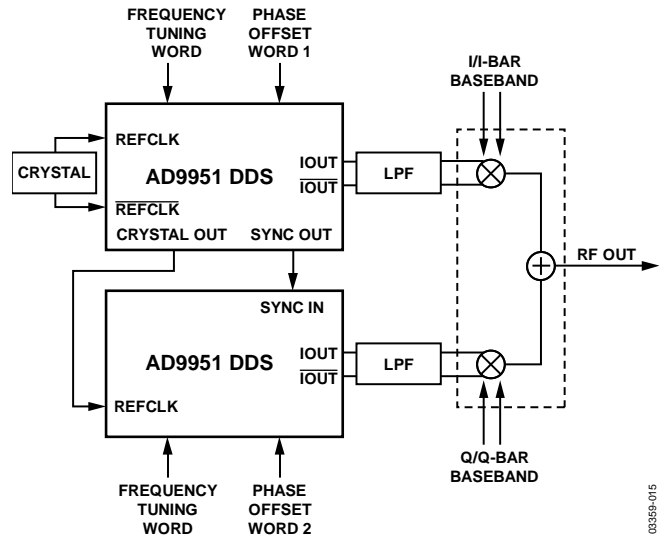 FREQUENCY
TUNING
WORD
PHASE
OFFSET
WORD 1
I/I-BAR
BASEBAND
CRYSTAL
REFCLK
AD9951 DDS
REFCLK
CRYSTAL OUT
SYNC OUT
IOUT
IOUT
LPF
RF OUT
SYNC IN
AD9951 DDS
REFCLK
IOUT
IOUT
LPF
FREQUENCY
TUNING
WORD
PHASE
OFFSET
WORD 2
Q/Q-BAR
BASEBAND
03359-015